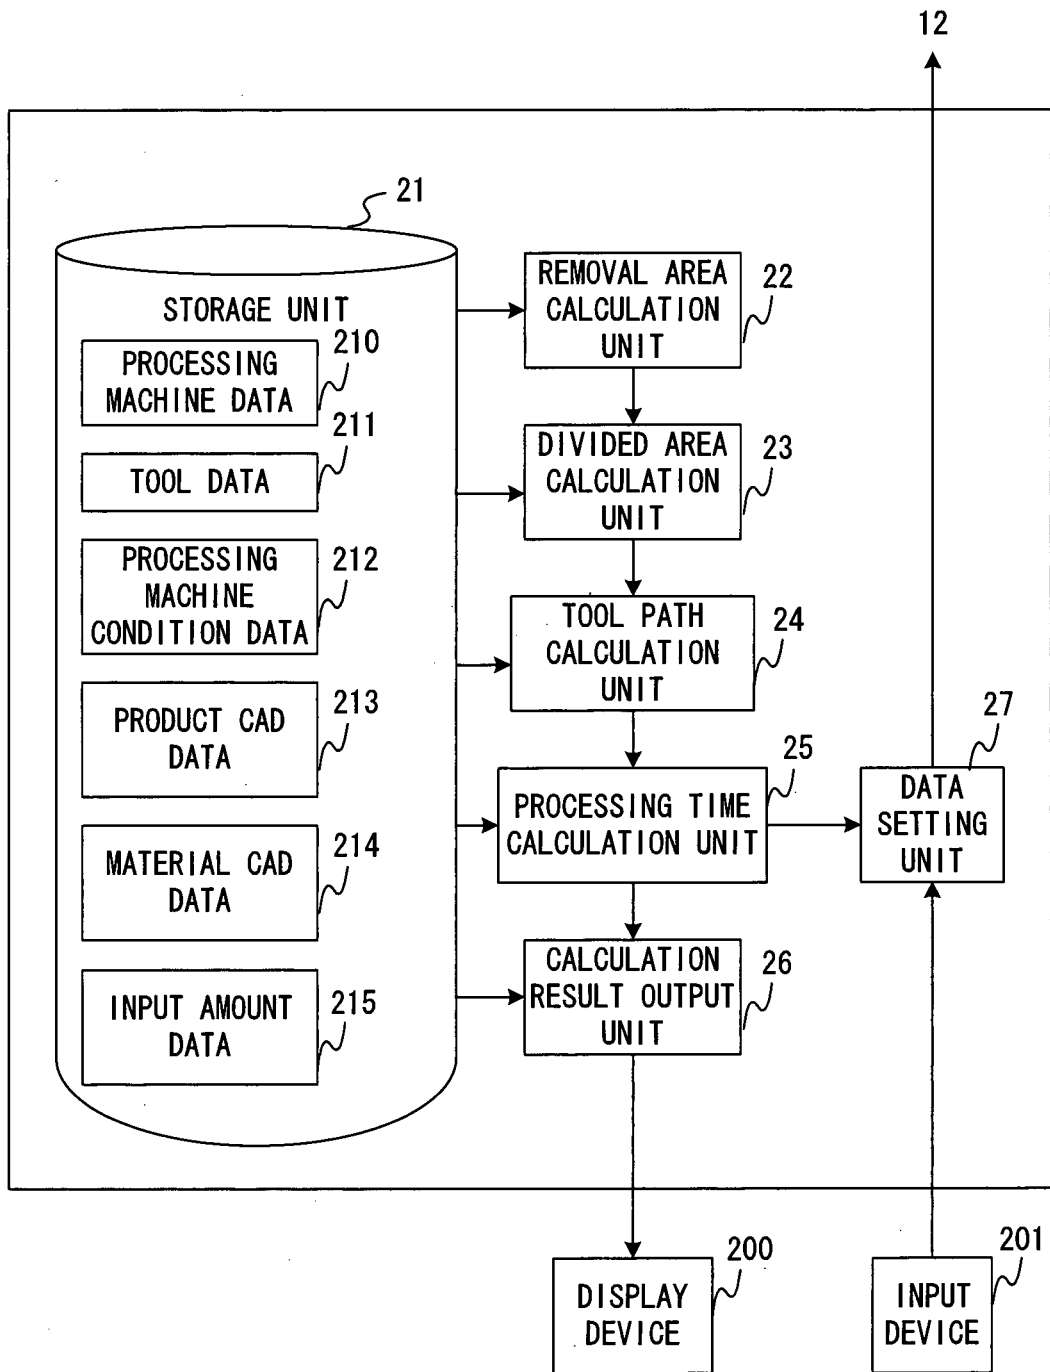 12
21
STORAGE UNIT
210
PROCESSING
MACHINE DATA
211
TOOL DATA
212
PROCESSING
MACHINE
CONDITION DATA
213
PRODUCT CAD
DATA
214
MATERIAL CAD
DATA
215
INPUT AMOUNT
DATA
REMOVAL AREA
CALCULATION
UNIT
22
DIVIDED AREA
CALCULATION
UNIT
23
TOOL PATH
CALCULATION
UNIT
24
PROCESSING TIME
CALCULATION UNIT
25
CALCULATION
RESULT OUTPUT
UNIT
26
27
DATA
SETTING
UNIT
DISPLAY
DEVICE
200
INPUT
DEVICE
201